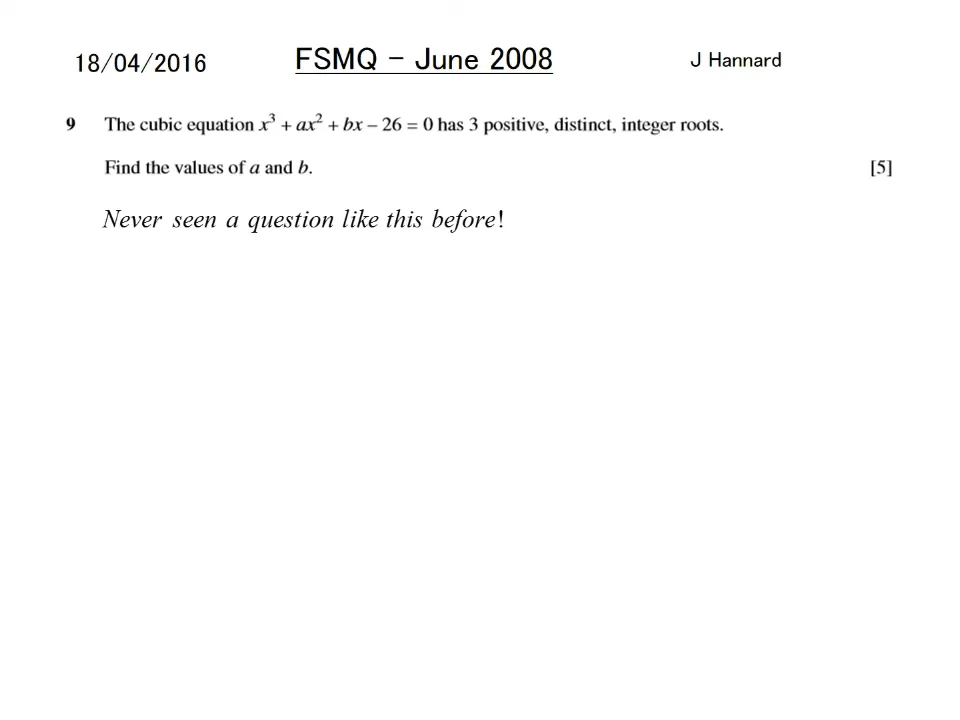 18/04/2016 FSMQ – June 2008 J Hannard
9 The cubic equation x³ + ax² + bx – 26 = 0 has 3 positive, distinct, integer roots.
Find the values of a and b. [5]
Never seen a question like this before!